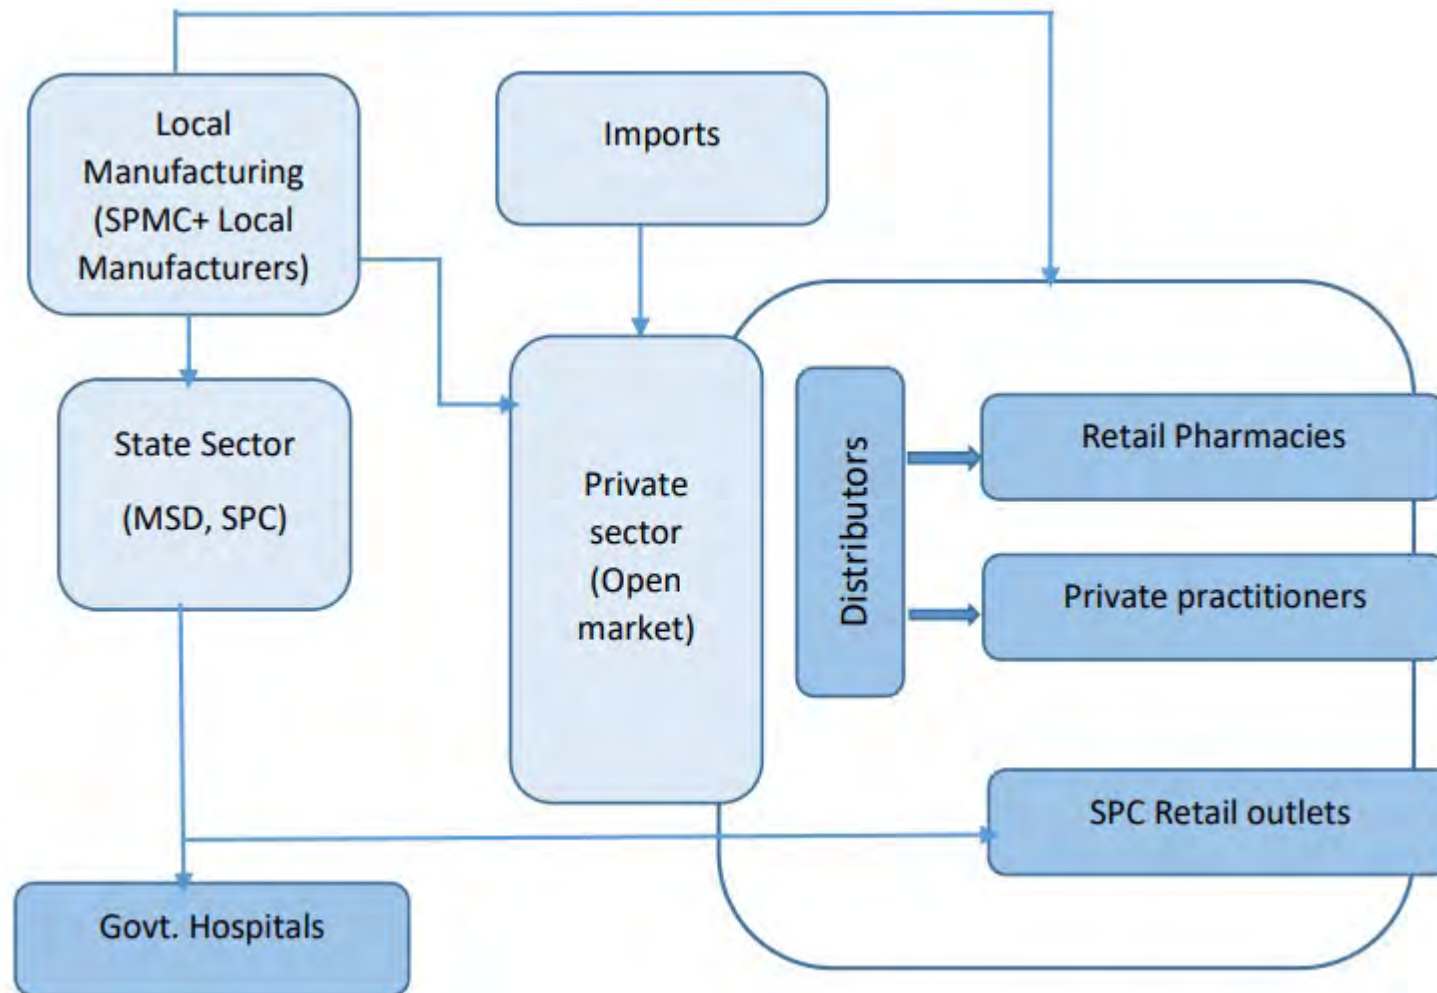 Local
Manufacturing
(SPMC+ Local
Manufacturers)
Imports
State Sector
(MSD, SPC)
Private
sector
(Open
market)
Distributors
Retail Pharmacies
Private practitioners
SPC Retail outlets
Govt. Hospitals